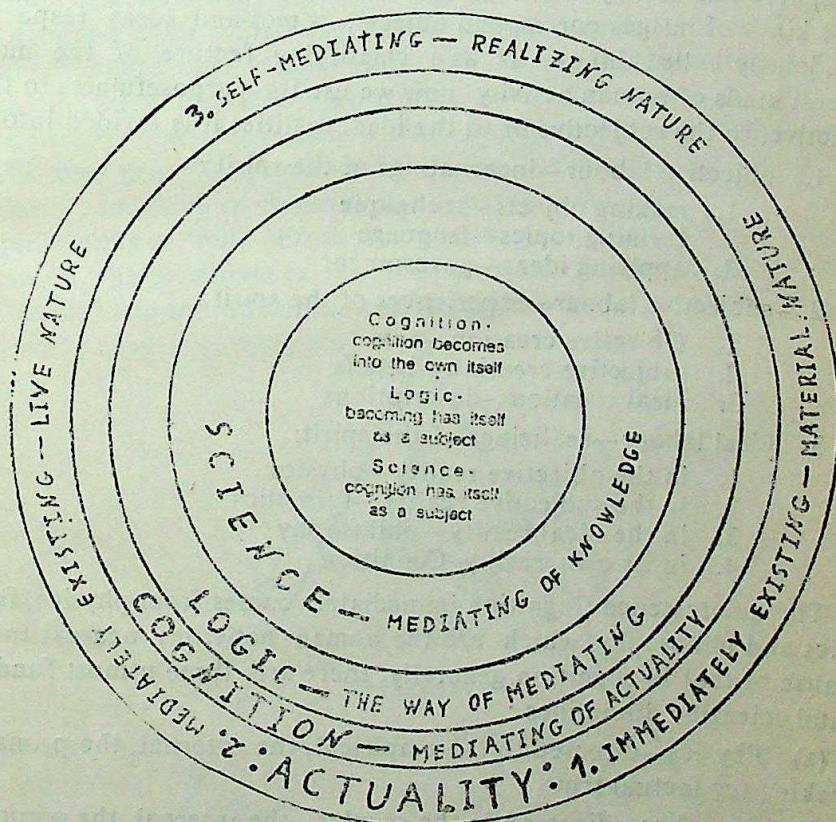 3. SELF-MEDIATING — REALIZING NATURE
2. MEDIATELY EXISTING — LIVE NATURE
:ACTUALITY: 1. IMMEDIATELY EXISTING — MATERIAL NATURE
Cognition-
cognition becomes
into the own itself
Logic-
becoming has itself
as a subject
Science-
cognition has itself
as a subject
SCIENCE — MEDIATING OF KNOWLEDGE
LOGIC — THE WAY OF MEDIATING
COGNITION — MEDIATING OF ACTUALITY